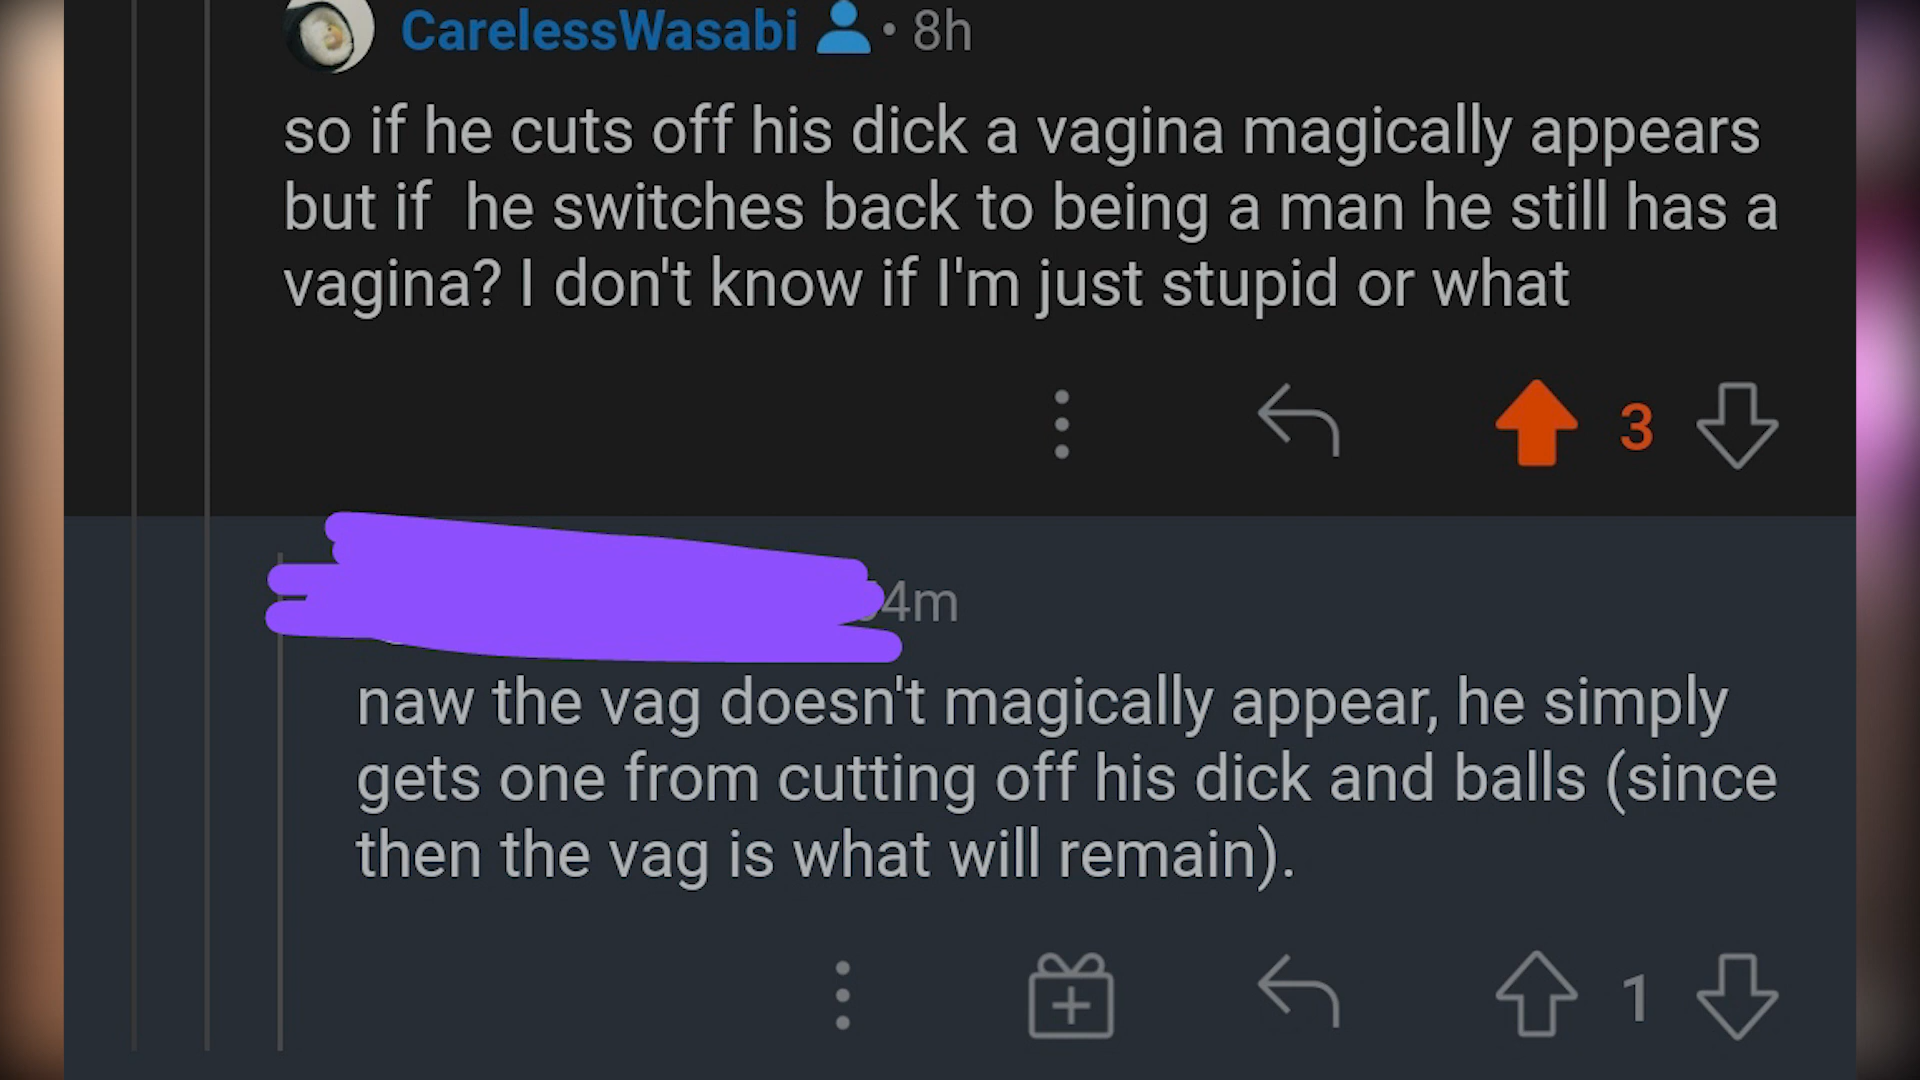 CarelessWasabi • 8h
so if he cuts off his dick a vagina magically appears
but if  he switches back to being a man he still has a
vagina? I don't know if I'm just stupid or what
3
4m
naw the vag doesn't magically appear, he simply
gets one from cutting off his dick and balls (since
then the vag is what will remain).
1